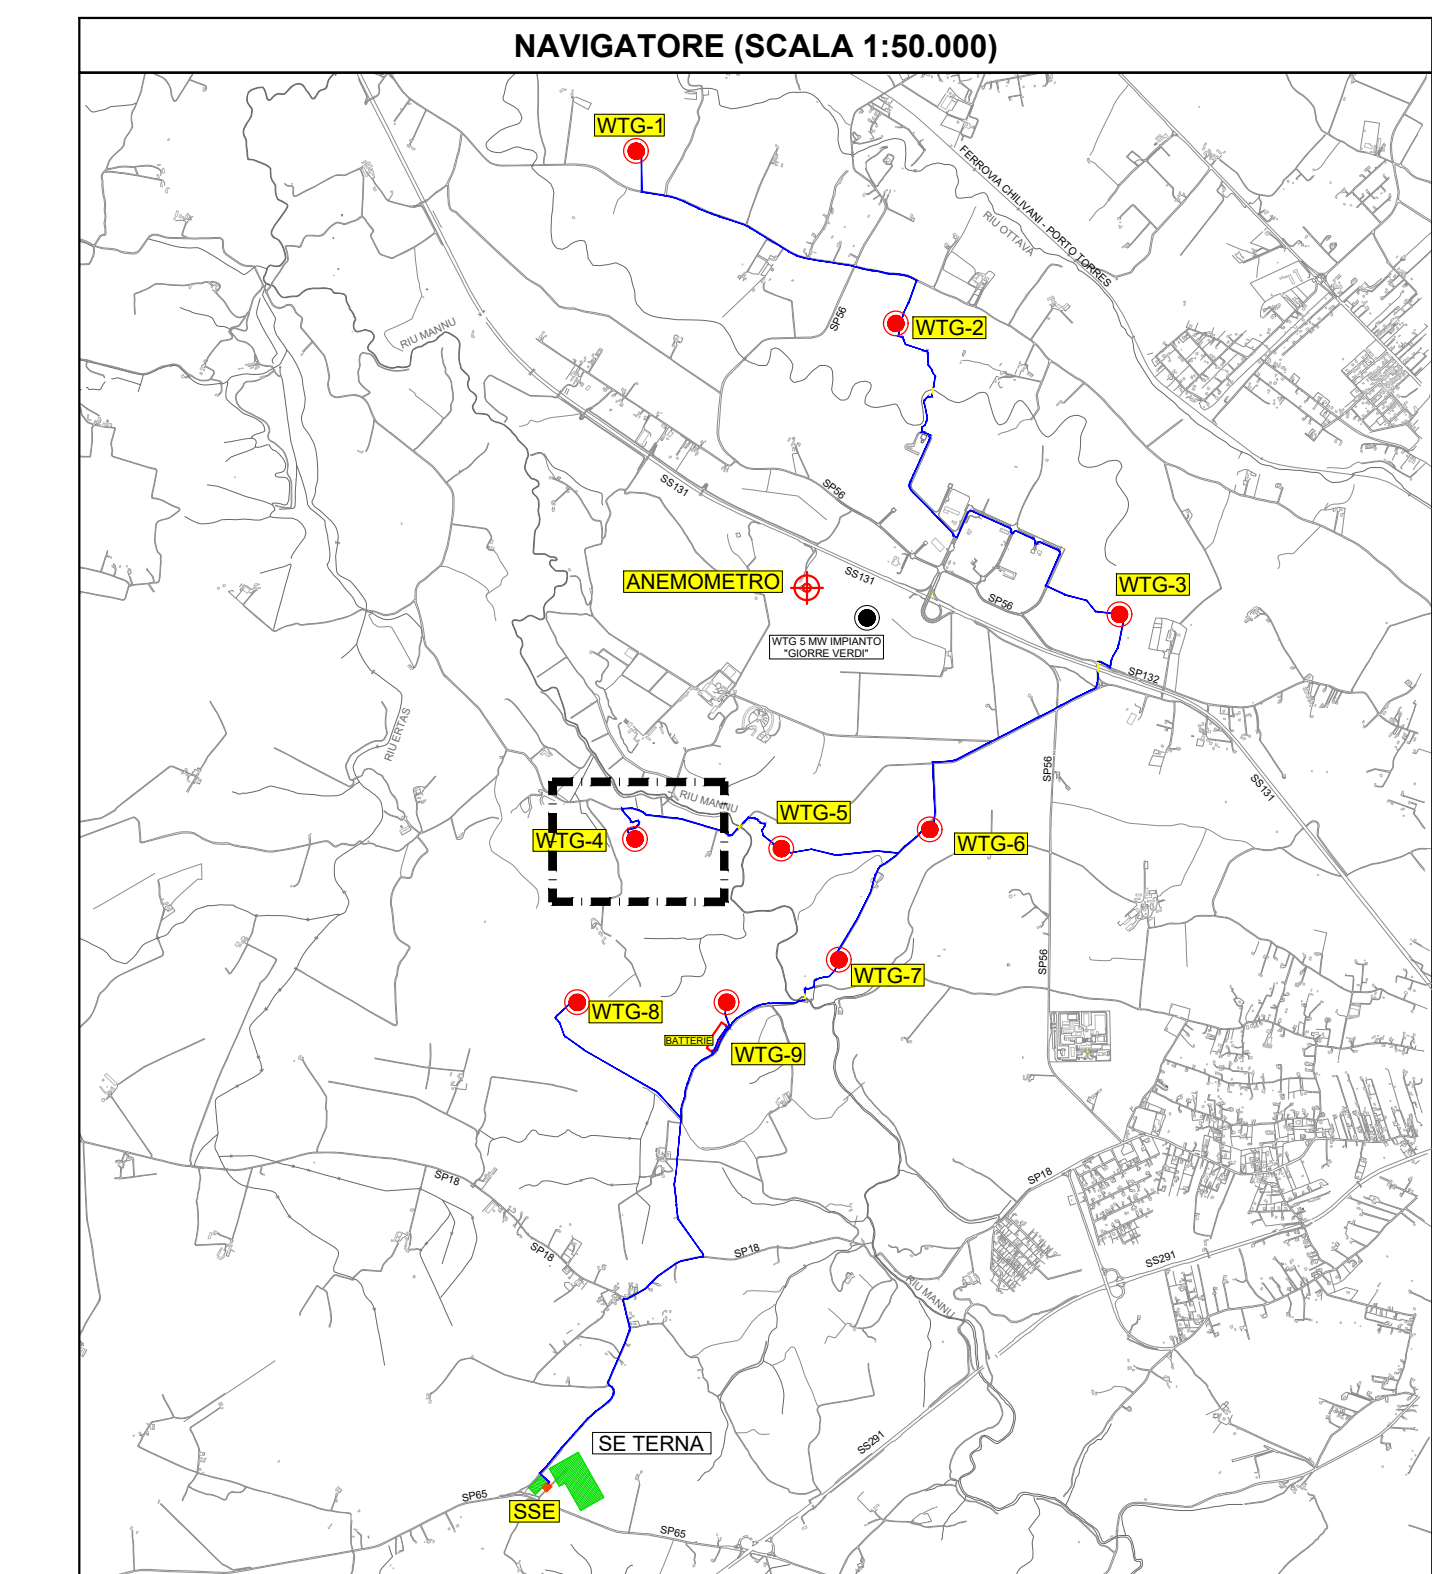 NAVIGATORE (SCALA 1:50.000)
WTG-1
FERROVIA CHILIVANI - PORTO TORRES
RIU OTTAVA
SP56
WTG-2
RIU MANNU
SS131
SP56
ANEMOMETRO
SS131
WTG-3
SP56
WTG 5 MW IMPIANTO
"GIORRE VERDI"
SP132
RIU ERTAS
SP56
SS131
RIU MANNU
WTG-5
WTG-4
WTG-6
SP56
WTG-7
WTG-8
BATTERIE
WTG-9
SP18
SP18
SP18
SP18
SS291
RIU MANNU
SE TERNA
SS291
SP65
SSE
SP65